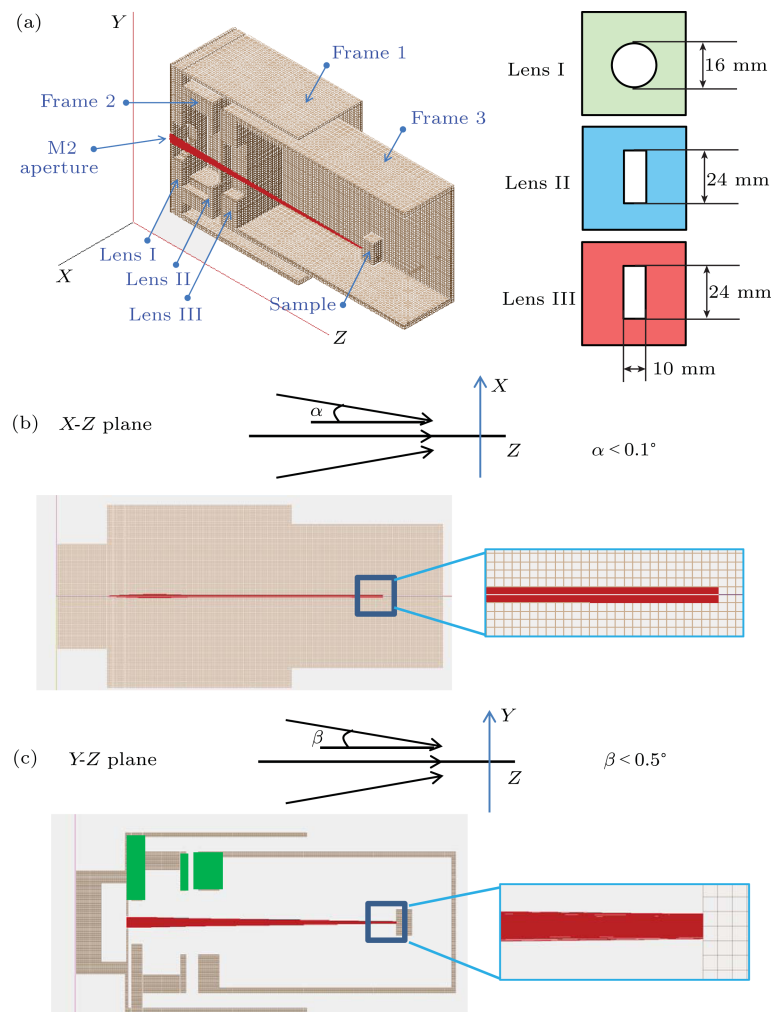 (a)
Y
Frame 1
Frame 2
Frame 3
M2
aperture
Lens I
Lens II
Lens III
Sample
X
Z
Lens I
16 mm
Lens II
24 mm
Lens III
24 mm
10 mm
(b)
X-Z plane
α
X
Z
α < 0.1°
(c)
Y-Z plane
β
Y
Z
β < 0.5°